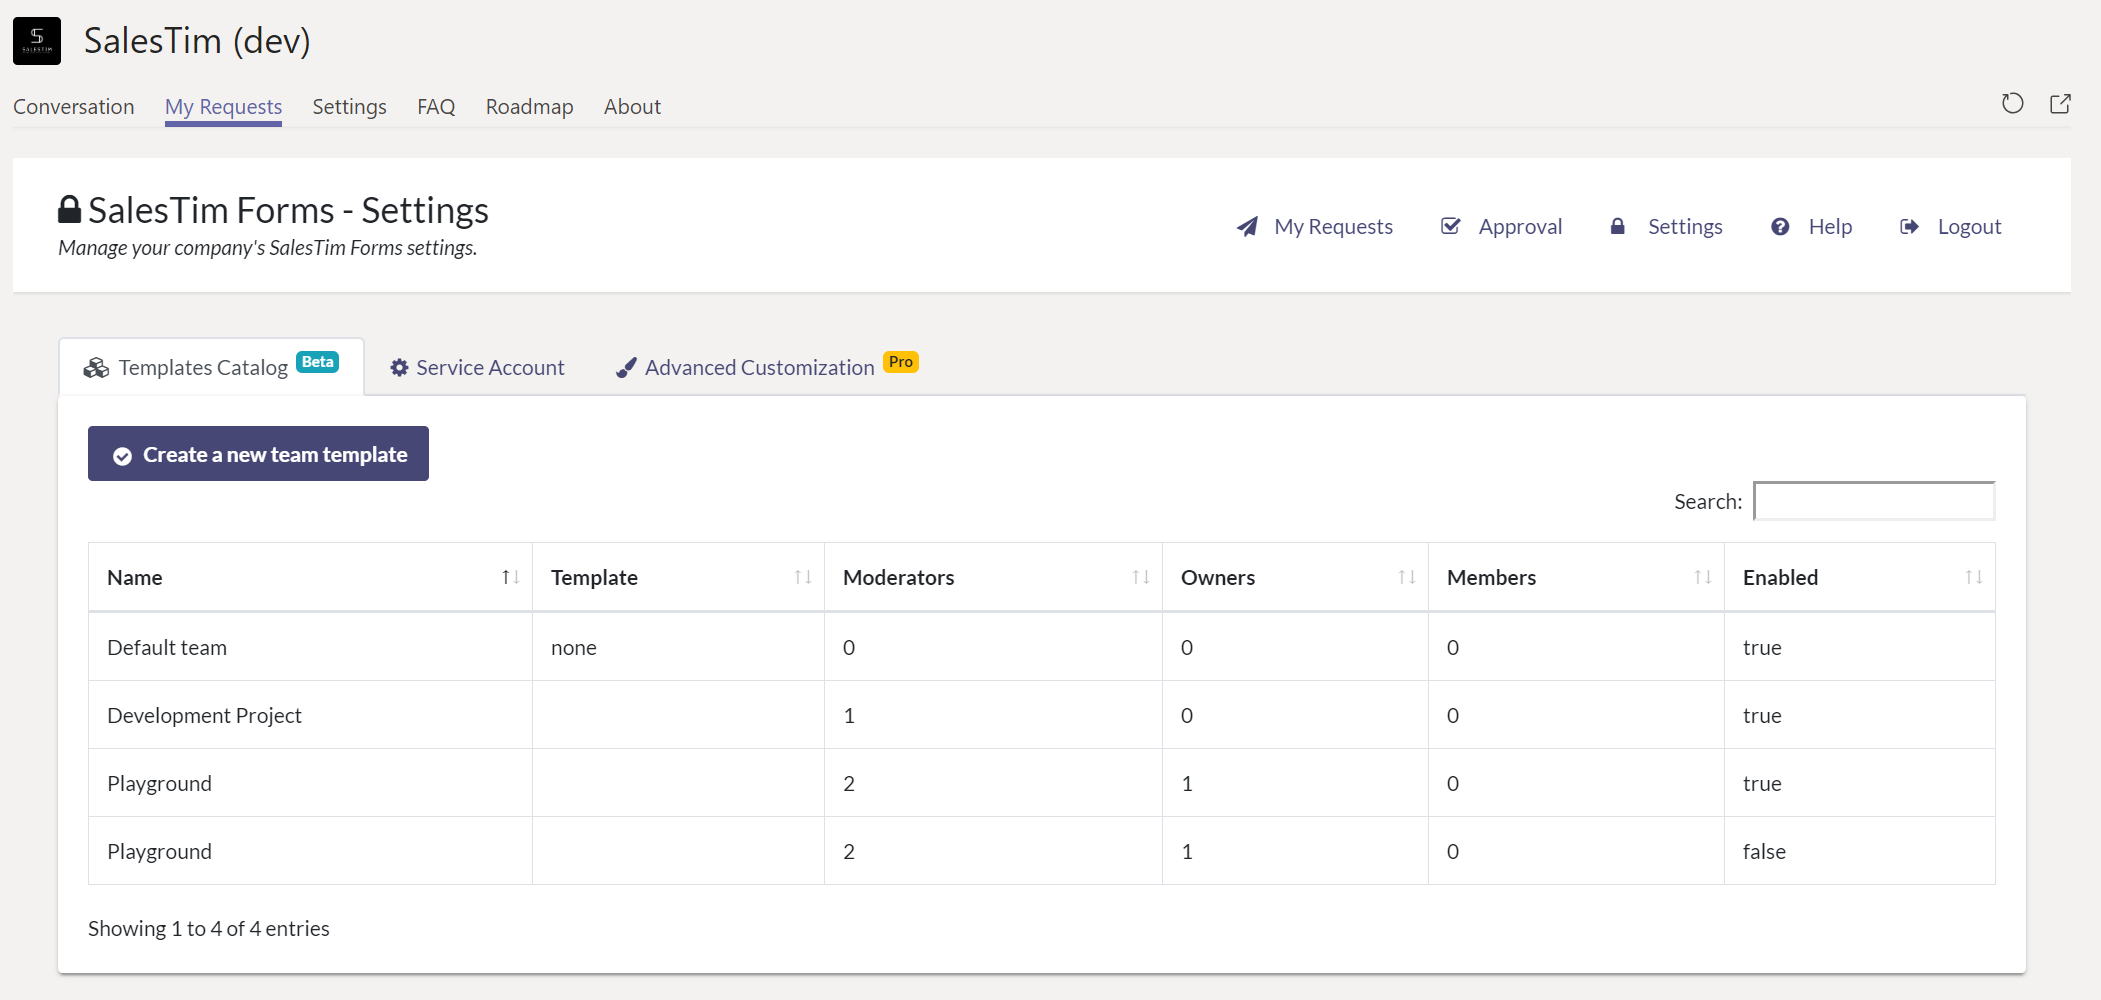 SALESTIM
SalesTim (dev)
Conversation My Requests Settings FAQ Roadmap About
SalesTim Forms - Settings
Manage your company's SalesTim Forms settings.
My Requests Approval Settings Help Logout
Templates Catalog Beta Service Account Advanced Customization Pro
Create a new team template
Search:
Name Template Moderators Owners Members Enabled
Default team none 0 0 0 true
Development Project 1 0 0 true
Playground 2 1 0 true
Playground 2 1 0 false
Showing 1 to 4 of 4 entries